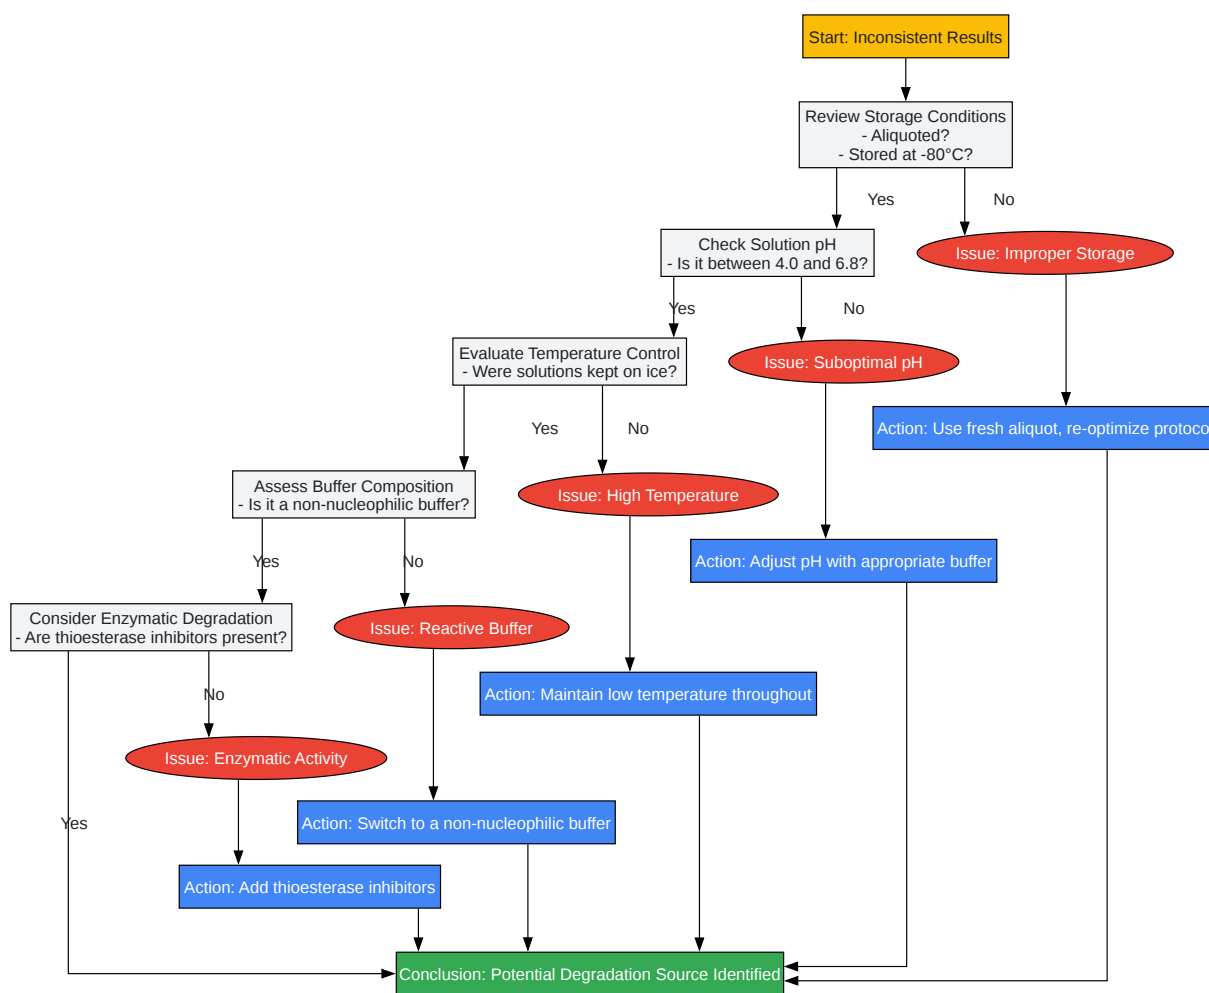 Start: Inconsistent Results
Review Storage Conditions
- Aliquoted?
- Stored at -80°C?
Yes
No
Check Solution pH
- Is it between 4.0 and 6.8?
Issue: Improper Storage
Yes
No
Evaluate Temperature Control
- Were solutions kept on ice?
Issue: Suboptimal pH
Action: Use fresh aliquot, re-optimize protoco
Yes
No
Assess Buffer Composition
- Is it a non-nucleophilic buffer?
Issue: High Temperature
Yes
No
Action: Adjust pH with appropriate buffer
Consider Enzymatic Degradation
- Are thioesterase inhibitors present?
Issue: Reactive Buffer
No
Action: Maintain low temperature throughout
Issue: Enzymatic Activity
Yes
Action: Switch to a non-nucleophilic buffer
Action: Add thioesterase inhibitors
Conclusion: Potential Degradation Source Identified